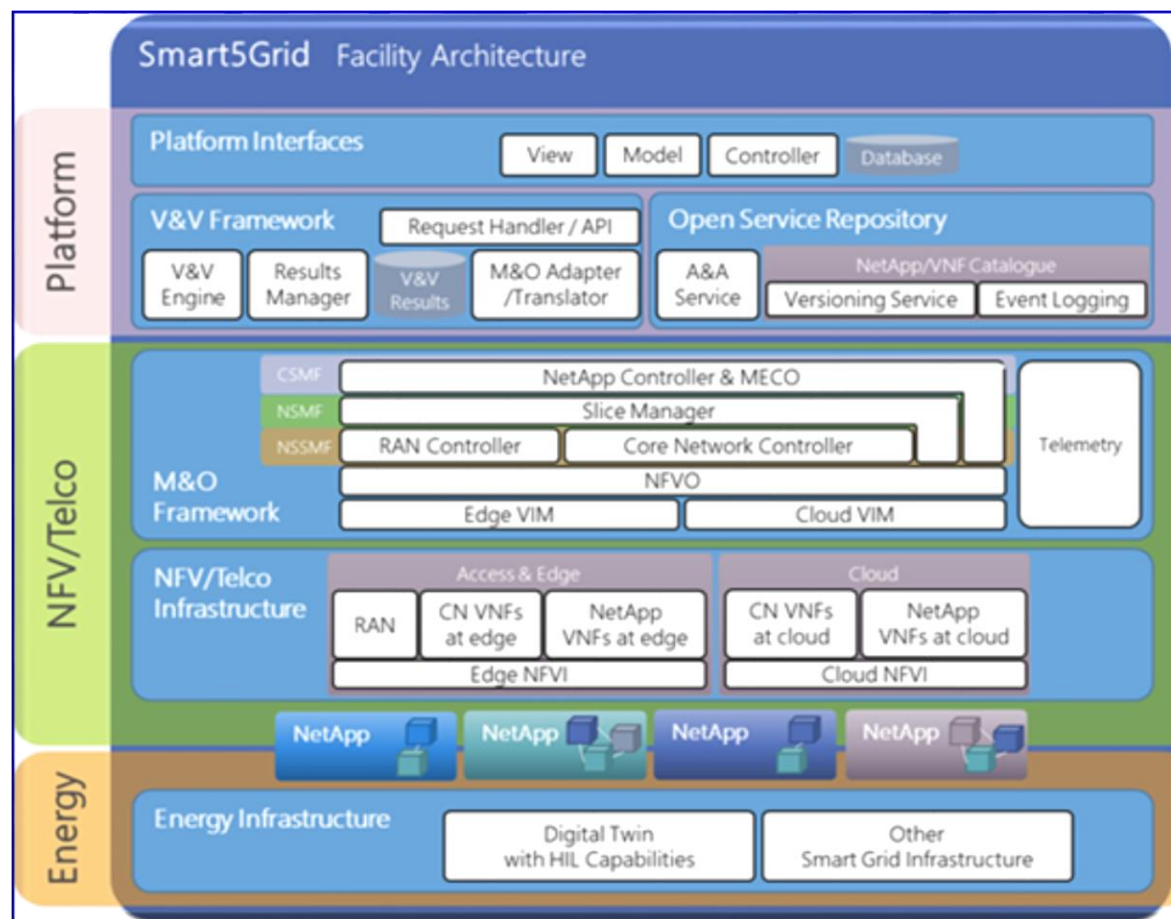 Smart5Grid Facility Architecture
Platform
Platform Interfaces
View
Model
Controller
Database
V&V Framework
Request Handler / API
V&V
Engine
Results
Manager
V&V
Results
M&O Adapter
/Translator
Open Service Repository
A&A
Service
NetApp/VNF Catalogue
Versioning Service
Event Logging
NFV/Telco
CSMF
NetApp Controller & MECO
NSMF
Slice Manager
NSSMF
RAN Controller
Core Network Controller
Telemetry
M&O
Framework
NFVO
Edge VIM
Cloud VIM
NFV/Telco
Infrastructure
Access & Edge
RAN
CN VNFs
at edge
NetApp
VNFs at edge
Edge NFVI
Cloud
CN VNFs
at cloud
NetApp
VNFs at cloud
Cloud NFVI
NetApp
NetApp
NetApp
NetApp
Energy
Energy Infrastructure
Digital Twin
with HIL Capabilities
Other
Smart Grid Infrastructure